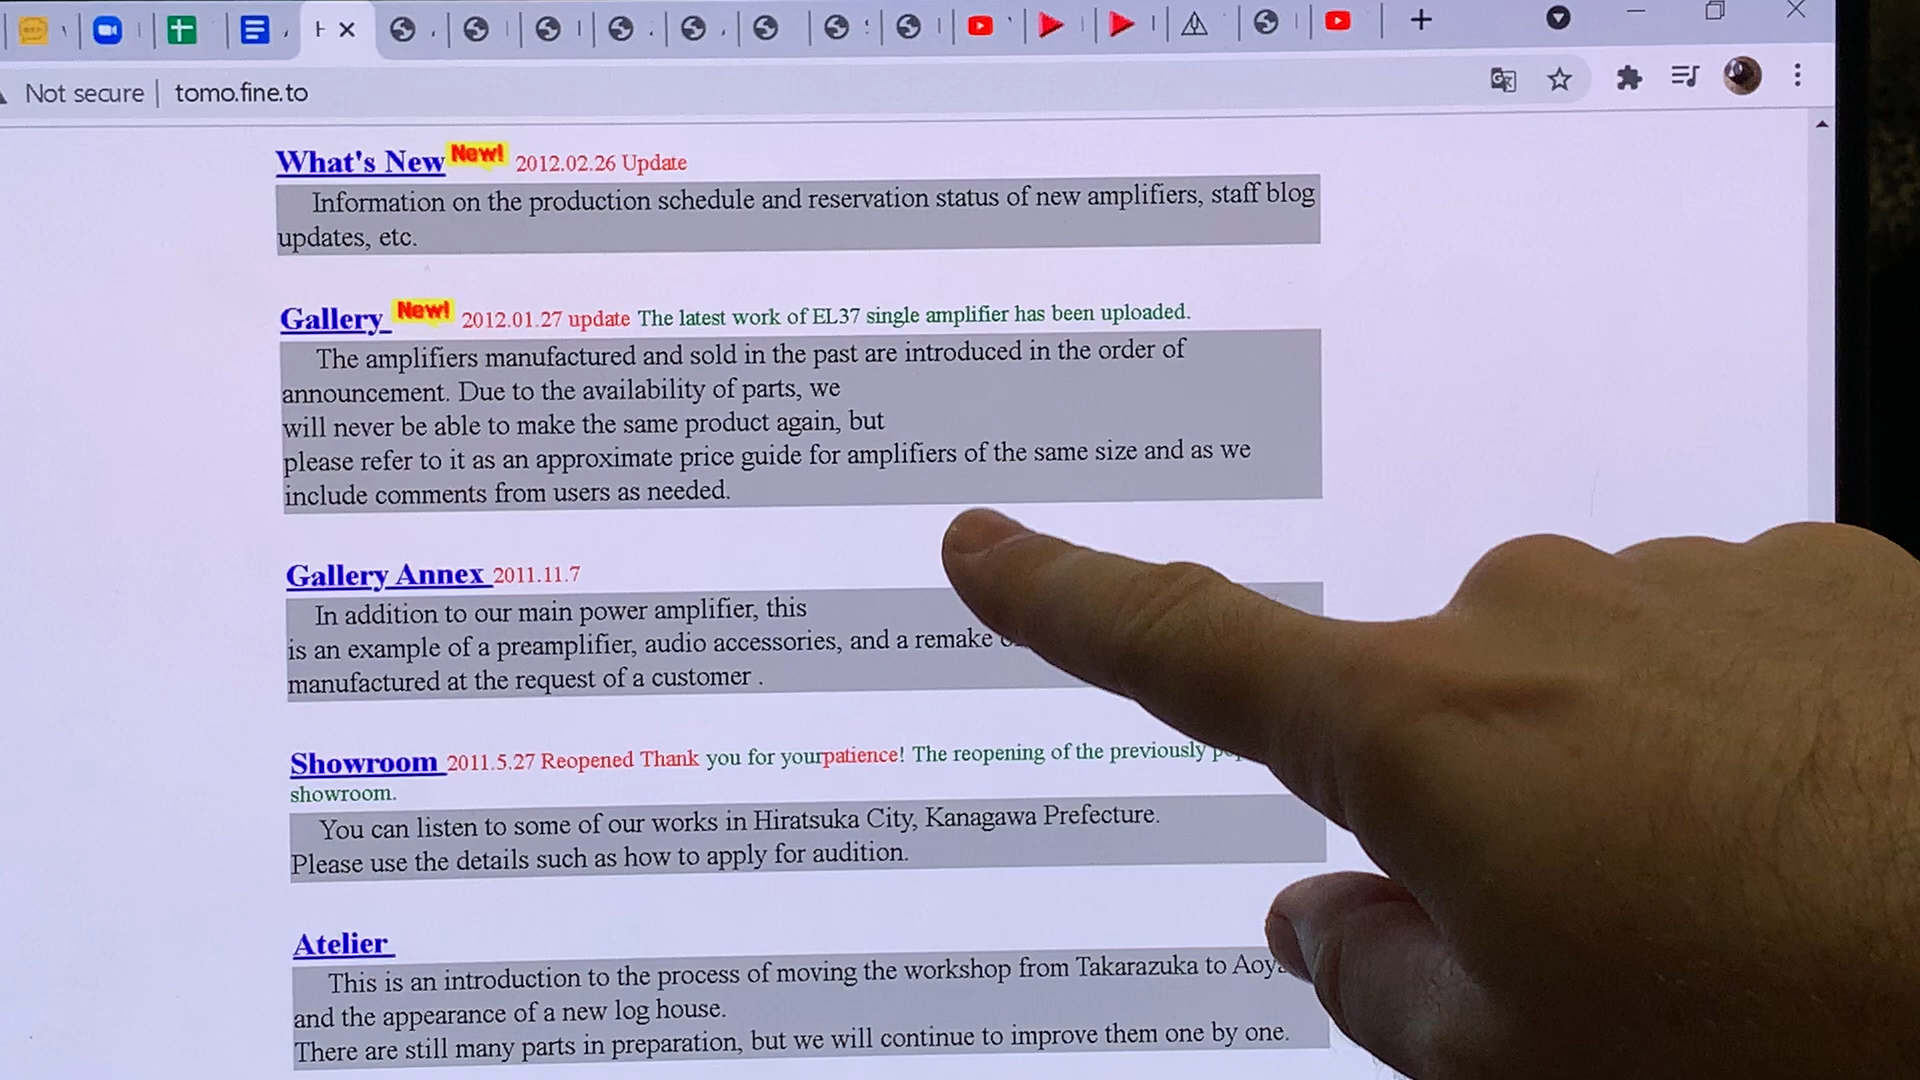 Not secure | tomo.fine.to
What's New New! 2012.02.26 Update
Information on the production schedule and reservation status of new amplifiers, staff blog
updates, etc.
Gallery New! 2012.01.27 update The latest work of EL37 single amplifier has been uploaded.
The amplifiers manufactured and sold in the past are introduced in the order of
announcement. Due to the availability of parts, we
will never be able to make the same product again, but
please refer to it as an approximate price guide for amplifiers of the same size and as we
include comments from users as needed.
Gallery Annex 2011.11.7
In addition to our main power amplifier, this
is an example of a preamplifier, audio accessories, and a remake
manufactured at the request of a customer .
Showroom 2011.5.27 Reopened Thank you for yourpatience! The reopening of the previously
showroom.
You can listen to some of our works in Hiratsuka City, Kanagawa Prefecture.
Please use the details such as how to apply for audition.
Atelier
This is an introduction to the process of moving the workshop from Takarazuka to
and the appearance of a new log house.
There are still many parts in preparation, but we will continue to improve them one by one.